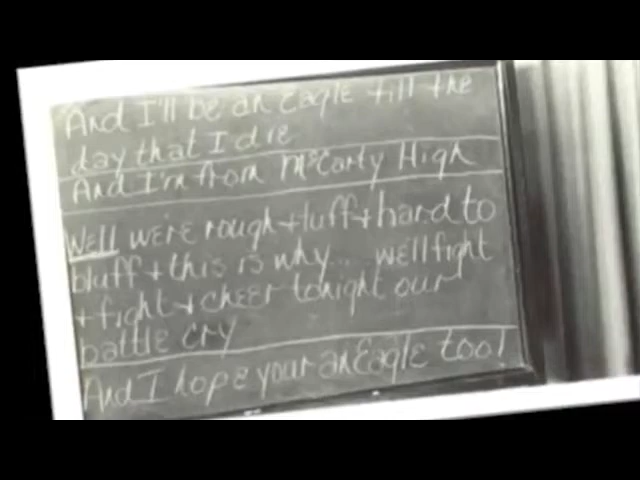 And I'll be an Eagle till the
day that I die
And I'm from McCarty High
Well we're rough + tuff + hard to
bluff + this is why... we'll fight
+ fight + cheer tonight our
battle cry
And I hope your an Eagle too!